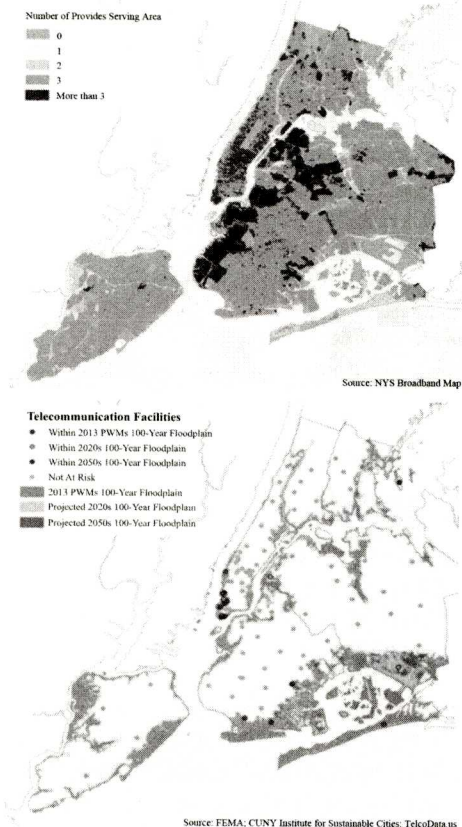 Number of Provides Serving Area
0
1
2
3
More than 3
Source: NYS Broadband Map
Telecommunication Facilities
Within 2013 PWMs 100-Year Floodplain
Within 2020s 100-Year Floodplain
Within 2050s 100-Year Floodplain
Not At Risk
2013 PWMs 100-Year Floodplain
Projected 2020s 100-Year Floodplain
Projected 2050s 100-Year Floodplain
Source: FEMA; CUNY Institute for Sustainable Cities; TelcoData.us